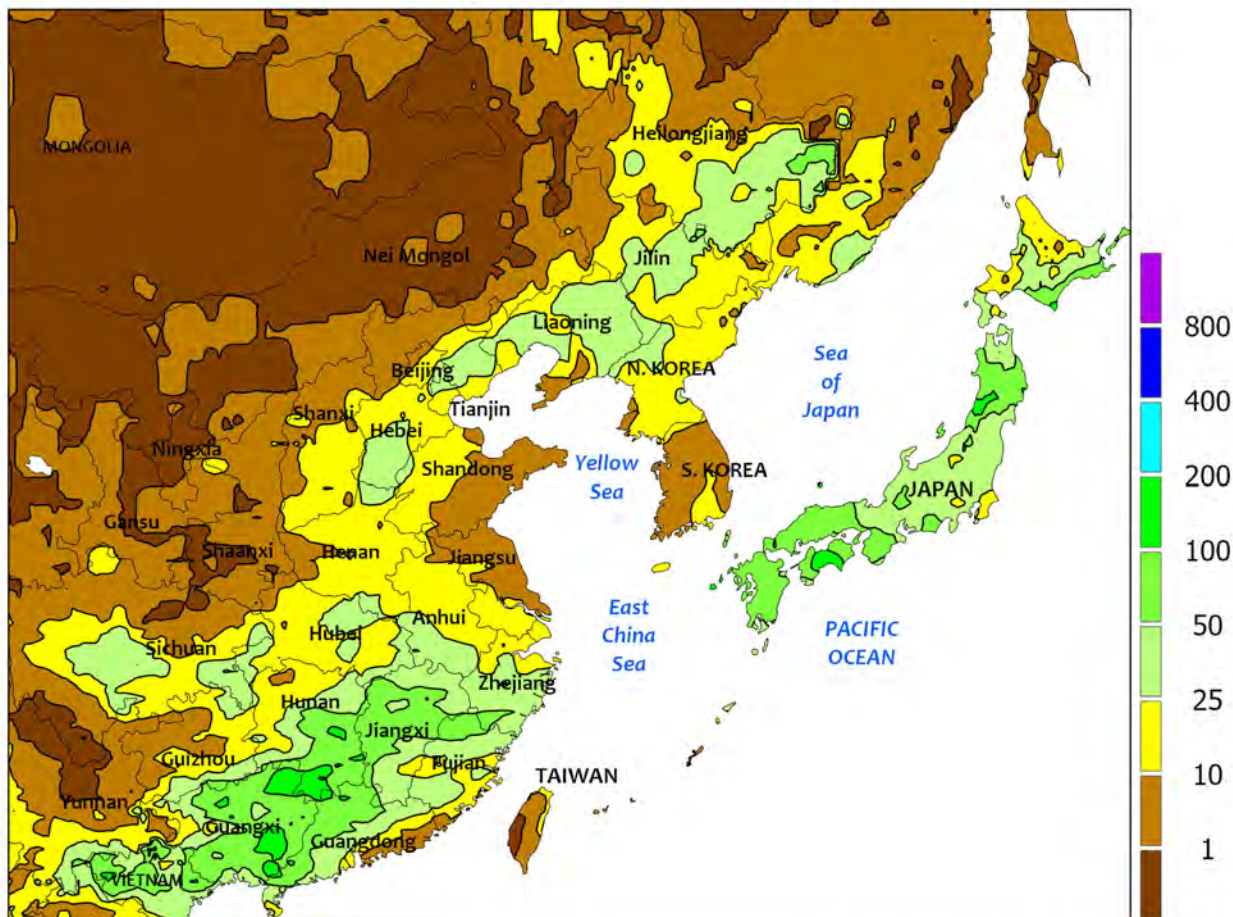 Heilongjiang
MONGOLIA
Nei Mongol
Jilin
Liaoning
800
Beijing
N. KOREA
Sea
of
Japan
400
Shanxi
Tianjin
Hebei
Ningxia
Shandong
Yellow
Sea
S. KOREA
200
JAPAN
Gansu
Shaanxi
Henan
Jiangsu
100
Anhui
East
China
Sea
PACIFIC
OCEAN
50
Sichuan
Hubei
Zhejiang
25
Hunan
Jiangxi
Guizhou
Fujian
TAIWAN
10
Yunnan
Guangxi
Guangdong
1
VIETNAM